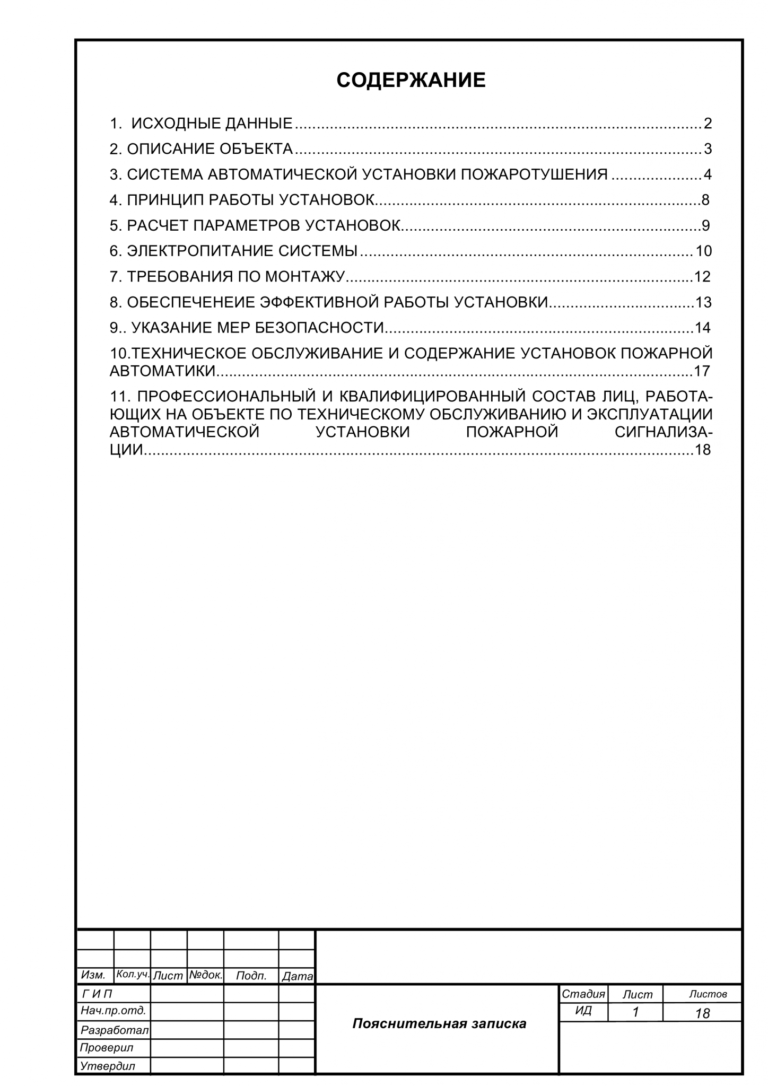 СОДЕРЖАНИЕ
1. ИСХОДНЫЕ ДАННЫЕ...............2
2. ОПИСАНИЕ ОБЪЕКТА...............3
3. СИСТЕМА АВТОМАТИЧЕСКОЙ УСТАНОВКИ ПОЖАРОТУШЕНИЯ...............4
4. ПРИНЦИП РАБОТЫ УСТАНОВОК...............8
5. РАСЧЕТ ПАРАМЕТРОВ УСТАНОВОК...............9
6. ЭЛЕКТРОПИТАНИЕ СИСТЕМЫ...............10
7. ТРЕБОВАНИЯ ПО МОНТАЖУ...............12
8. ОБЕСПЕЧЕНЕИЕ ЭФФЕКТИВНОЙ РАБОТЫ УСТАНОВКИ...............13
9.. УКАЗАНИЕ МЕР БЕЗОПАСНОСТИ...............14
10.ТЕХНИЧЕСКОЕ ОБСЛУЖИВАНИЕ И СОДЕРЖАНИЕ УСТАНОВОК ПОЖАРНОЙ
АВТОМАТИКИ...............17
11. ПРОФЕССИОНАЛЬНЫЙ И КВАЛИФИЦИРОВАННЫЙ СОСТАВ ЛИЦ, РАБОТА-
ЮЩИХ НА ОБЪЕКТЕ ПО ТЕХНИЧЕСКОМУ ОБСЛУЖИВАНИЮ И ЭКСПЛУАТАЦИИ
АВТОМАТИЧЕСКОЙ УСТАНОВКИ ПОЖАРНОЙ СИГНАЛИЗА-
ЦИИ...............18
Изм. Кол.уч. Лист №док. Подп. Дата
Г И П
Нач.пр.отд.
Разработал
Проверил
Утвердил
Пояснительная записка
Стадия Лист Листов
ИД 1 18